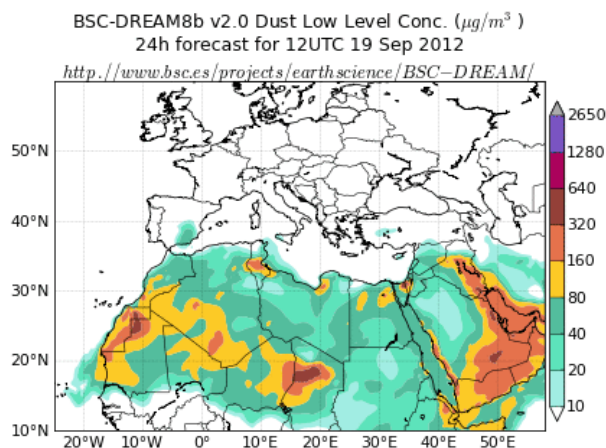 BSC-DREAM8b v2.0 Dust Low Level Conc. (μg/m³ )
24h forecast for 12UTC 19 Sep 2012
http://www.bsc.es/projects/earthscience/BSC−DREAM/
50°N
40°N
30°N
20°N
10°N
20°W 10°W 0° 10°E 20°E 30°E 40°E 50°E
2650
1280
640
320
160
80
40
20
10